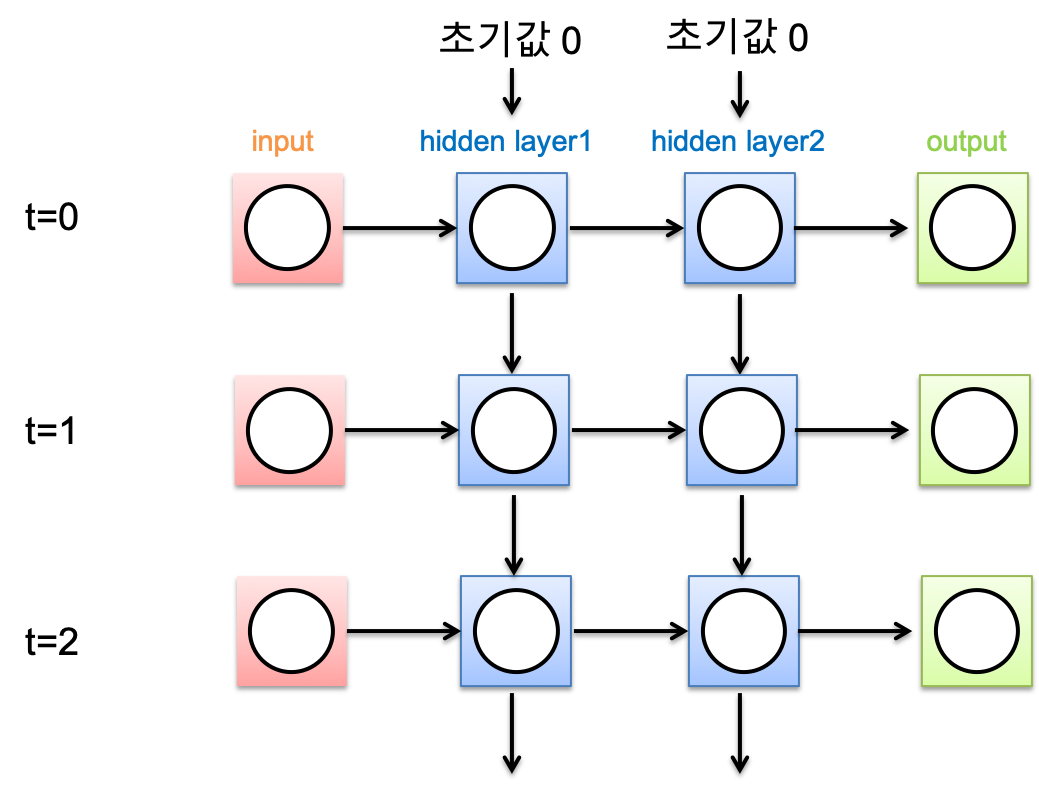 초기값 0
초기값 0
input
hidden layer1
hidden layer2
output
t=0
t=1
t=2